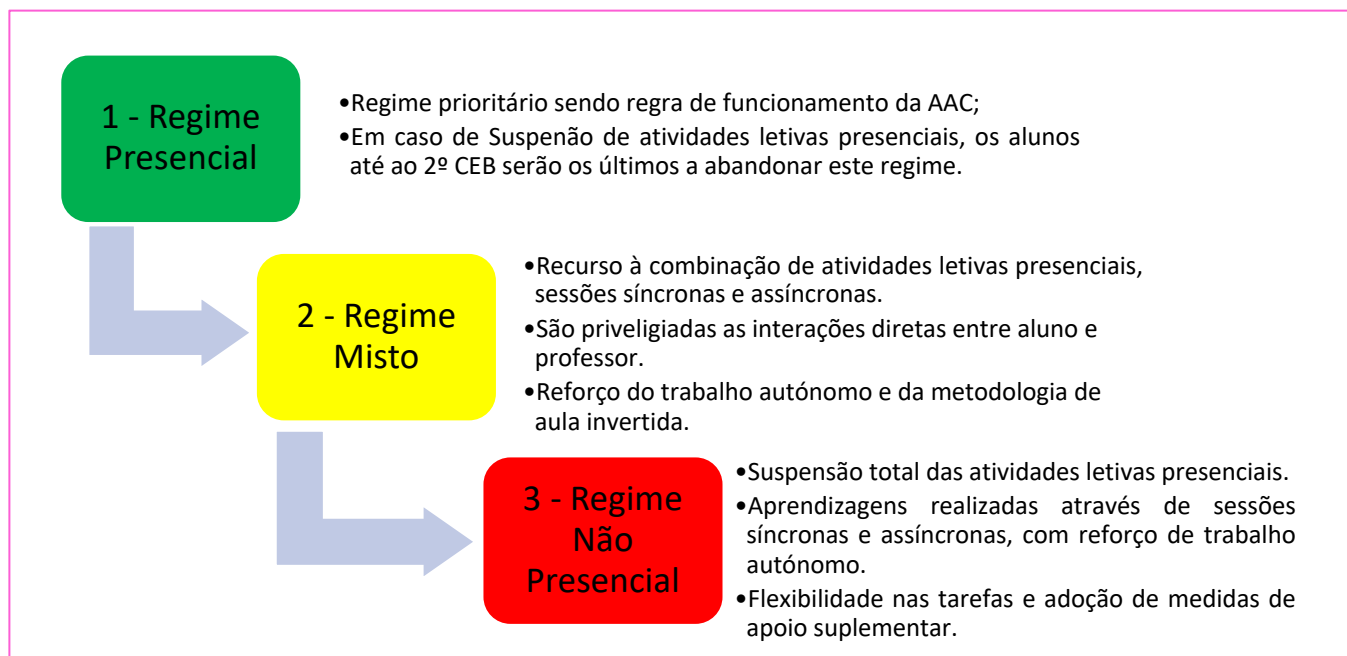 1 - Regime
Presencial
•Regime prioritário sendo regra de funcionamento da AAC;
•Em caso de Suspenão de atividades letivas presenciais, os alunos
até ao 2º CEB serão os últimos a abandonar este regime.
2 - Regime
Misto
•Recurso à combinação de atividades letivas presenciais,
sessões síncronas e assíncronas.
•São priveligiadas as interações diretas entre aluno e
professor.
•Reforço do trabalho autónomo e da metodologia de
aula invertida.
3 - Regime
Não
Presencial
•Suspensão total das atividades letivas presenciais.
•Aprendizagens realizadas através de sessões
síncronas e assíncronas, com reforço de trabalho
autónomo.
•Flexibilidade nas tarefas e adoção de medidas de
apoio suplementar.